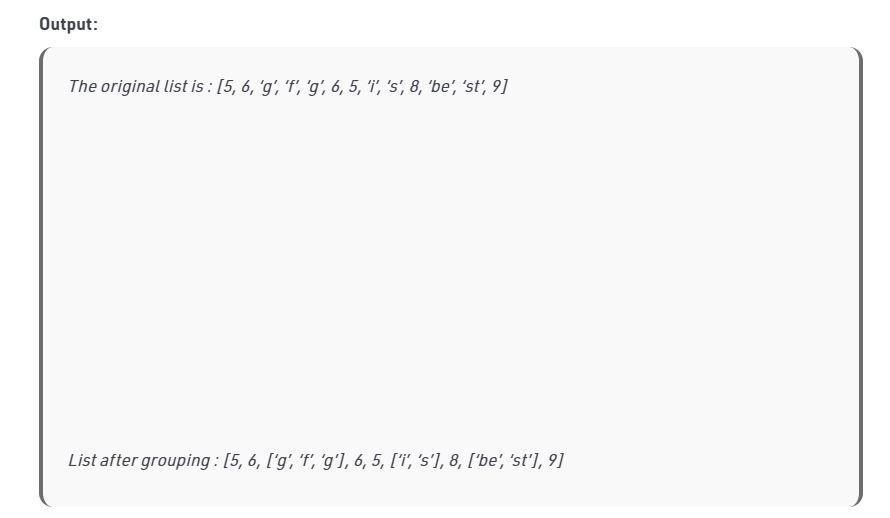 Output:
The original list is : [5, 6, ‘g’, ‘f’, ‘g’, 6, 5, ‘i’, ‘s’, 8, ‘be’, ‘st’, 9]
List after grouping : [5, 6, [‘g’, ‘f’, ‘g’], 6, 5, [‘i’, ‘s’], 8, [‘be’, ‘st’], 9]